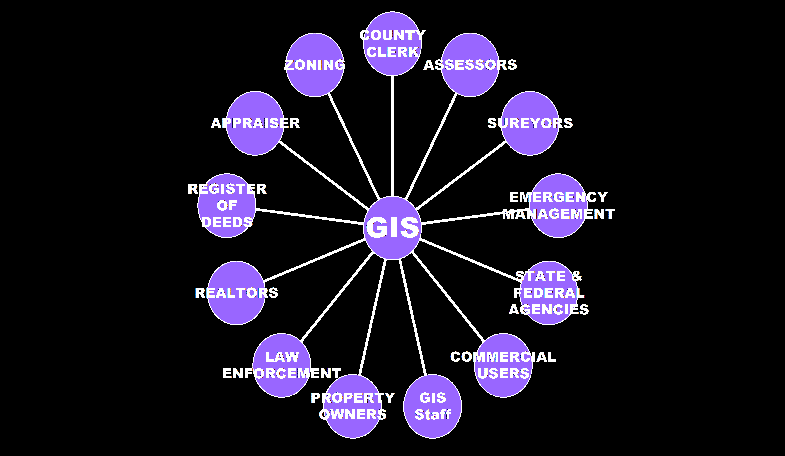 COUNTY
CLERK
ZONING
ASSESSORS
APPRAISER
SUREYORS
REGISTER
OF
DEEDS
EMERGENCY
MANAGEMENT
GIS
REALTORS
STATE &
FEDERAL
AGENCIES
LAW
ENFORCEMENT
COMMERCIAL
USERS
PROPERTY
OWNERS
GIS
Staff